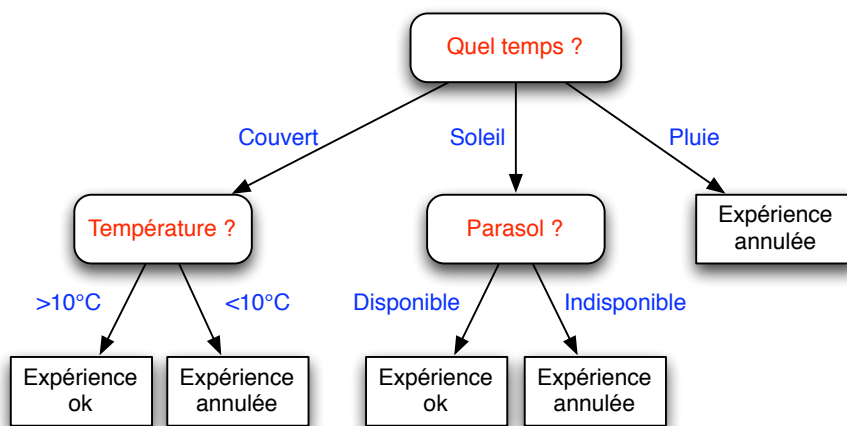 Quel temps ?
Couvert
Soleil
Pluie
Température ?
Parasol ?
Expérience
annulée
>10°C
<10°C
Disponible
Indisponible
Expérience
ok
Expérience
annulée
Expérience
ok
Expérience
annulée